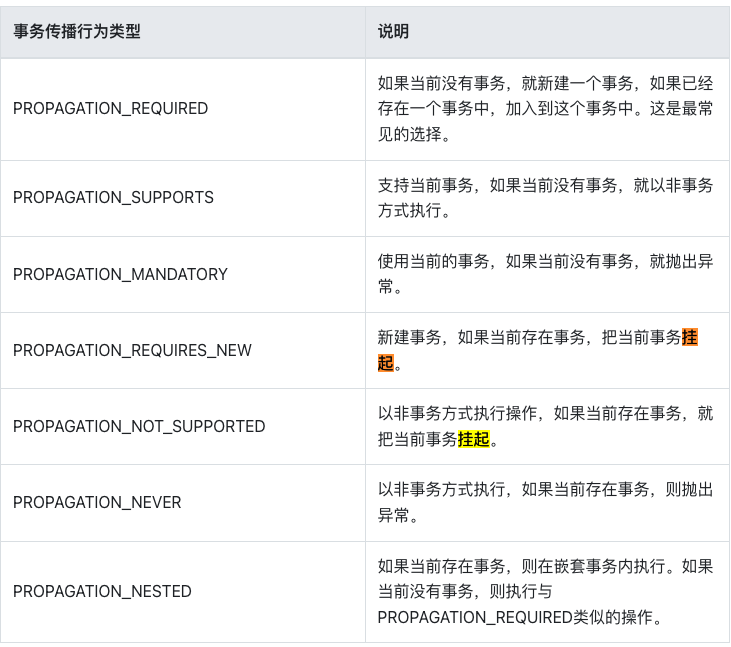 事务传播行为类型
说明
PROPAGATION_REQUIRED
如果当前没有事务，就新建一个事务，如果已经
存在一个事务中，加入到这个事务中。这是最常
见的选择。
PROPAGATION_SUPPORTS
支持当前事务，如果当前没有事务，就以非事务
方式执行。
PROPAGATION_MANDATORY
使用当前的事务，如果当前没有事务，就抛出异
常。
PROPAGATION_REQUIRES_NEW
新建事务，如果当前存在事务，把当前事务挂
起。
PROPAGATION_NOT_SUPPORTED
以非事务方式执行操作，如果当前存在事务，就
把当前事务挂起。
PROPAGATION_NEVER
以非事务方式执行，如果当前存在事务，则抛出
异常。
PROPAGATION_NESTED
如果当前存在事务，则在嵌套事务内执行。如果
当前没有事务，则执行与
PROPAGATION_REQUIRED类似的操作。